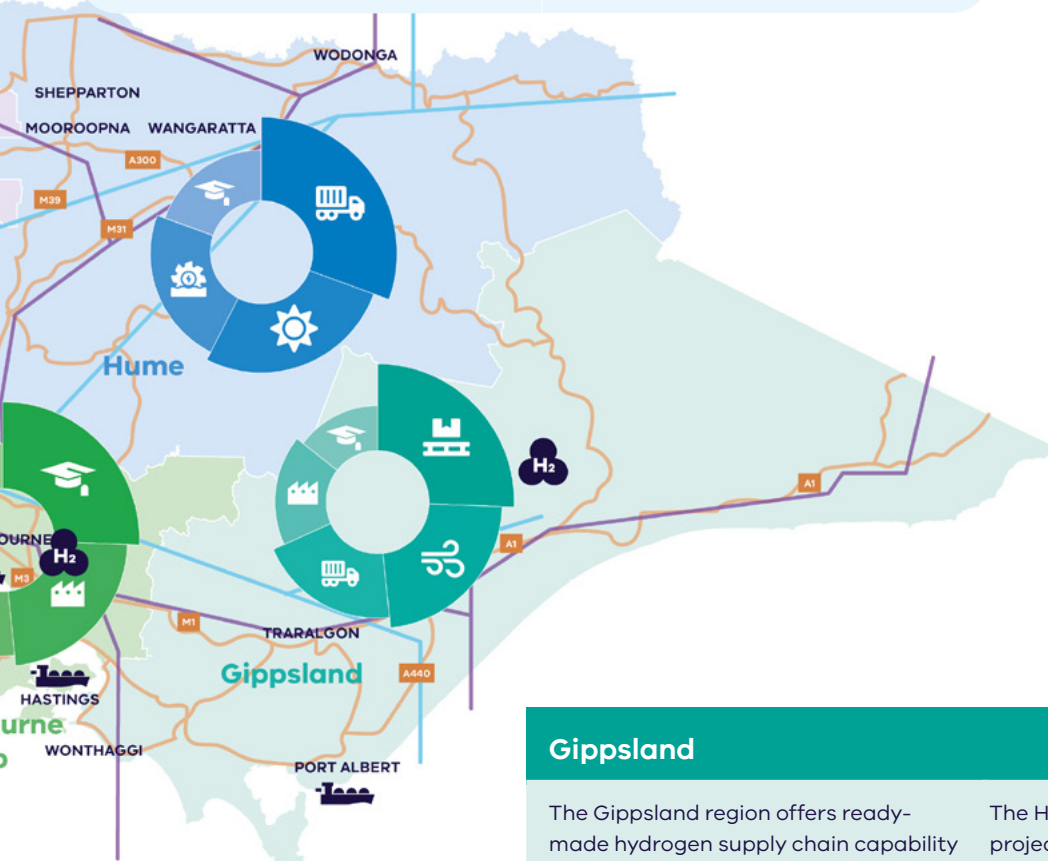 WODONGA
SHEPPARTON
MOOROOPNA
WANGARATTA
A300
M39
M31
Hume
H2
A1
OURNE
H2
M3
A1
M1
TRARALGON
Gippsland
A440
HASTINGS
urne
WONTHAGGI
PORT ALBERT
Gippsland
The Gippsland region offers ready-
made hydrogen supply chain capability
The H
projec